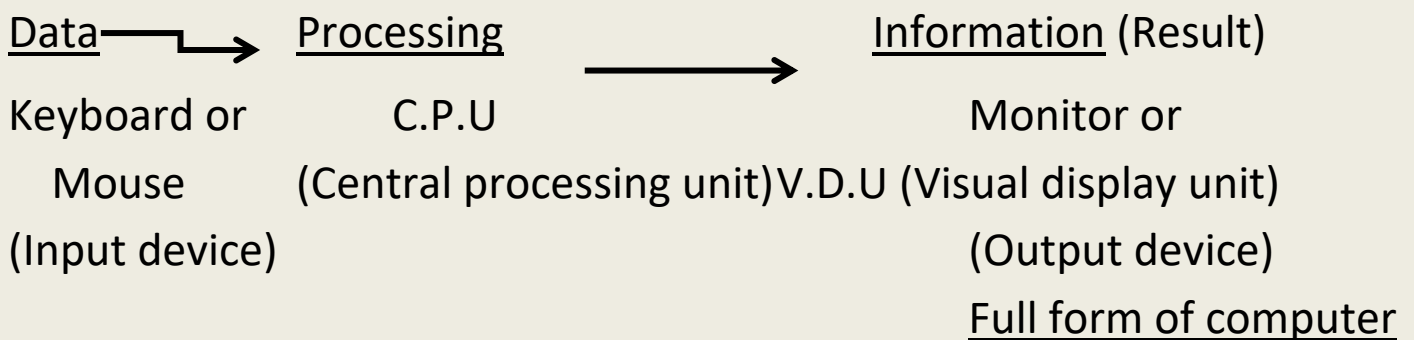 Data Processing Information (Result)
Keyboard or C.P.U Monitor or
Mouse (Central processing unit) V.D.U (Visual display unit)
(Input device) (Output device)
Full form of computer